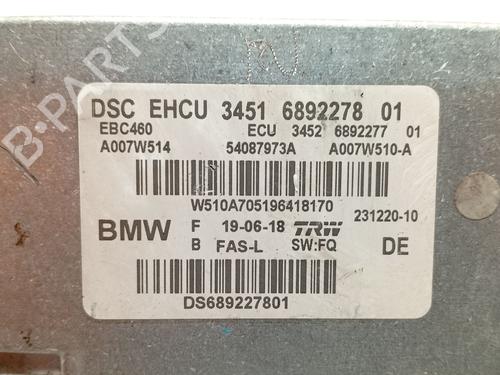 B-PARTS
DSC EHCU 3451 6892278 01
EBC460 ECU 3452 6892277 01
A007W514 54087973A A007W510-A
W510A705196418170
231220-10
BMW F 19-06-18 TRW
B FAS-L SW:FQ DE
DS689227801